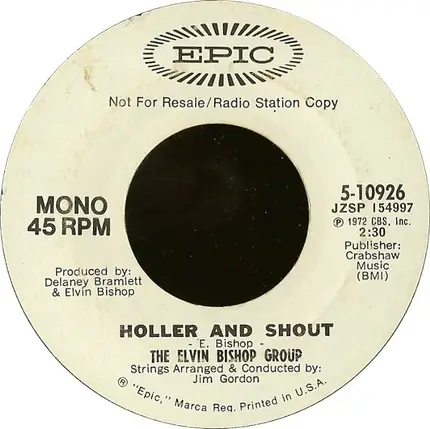 EPIC
Not For Resale/Radio Station Copy
MONO
45 RPM
5-10926
JZSP 154997
Ⓟ 1972 CBS, Inc.
2:30
Publisher:
Crabshaw
Music
(BMI)
Produced by:
Delaney Bramlett
& Elvin Bishop
HOLLER AND SHOUT
- E. Bishop -
THE ELVIN BISHOP GROUP
Strings Arranged & Conducted by:
Jim Gordon
® "Epic," Marca Reg. Printed in U.S.A.